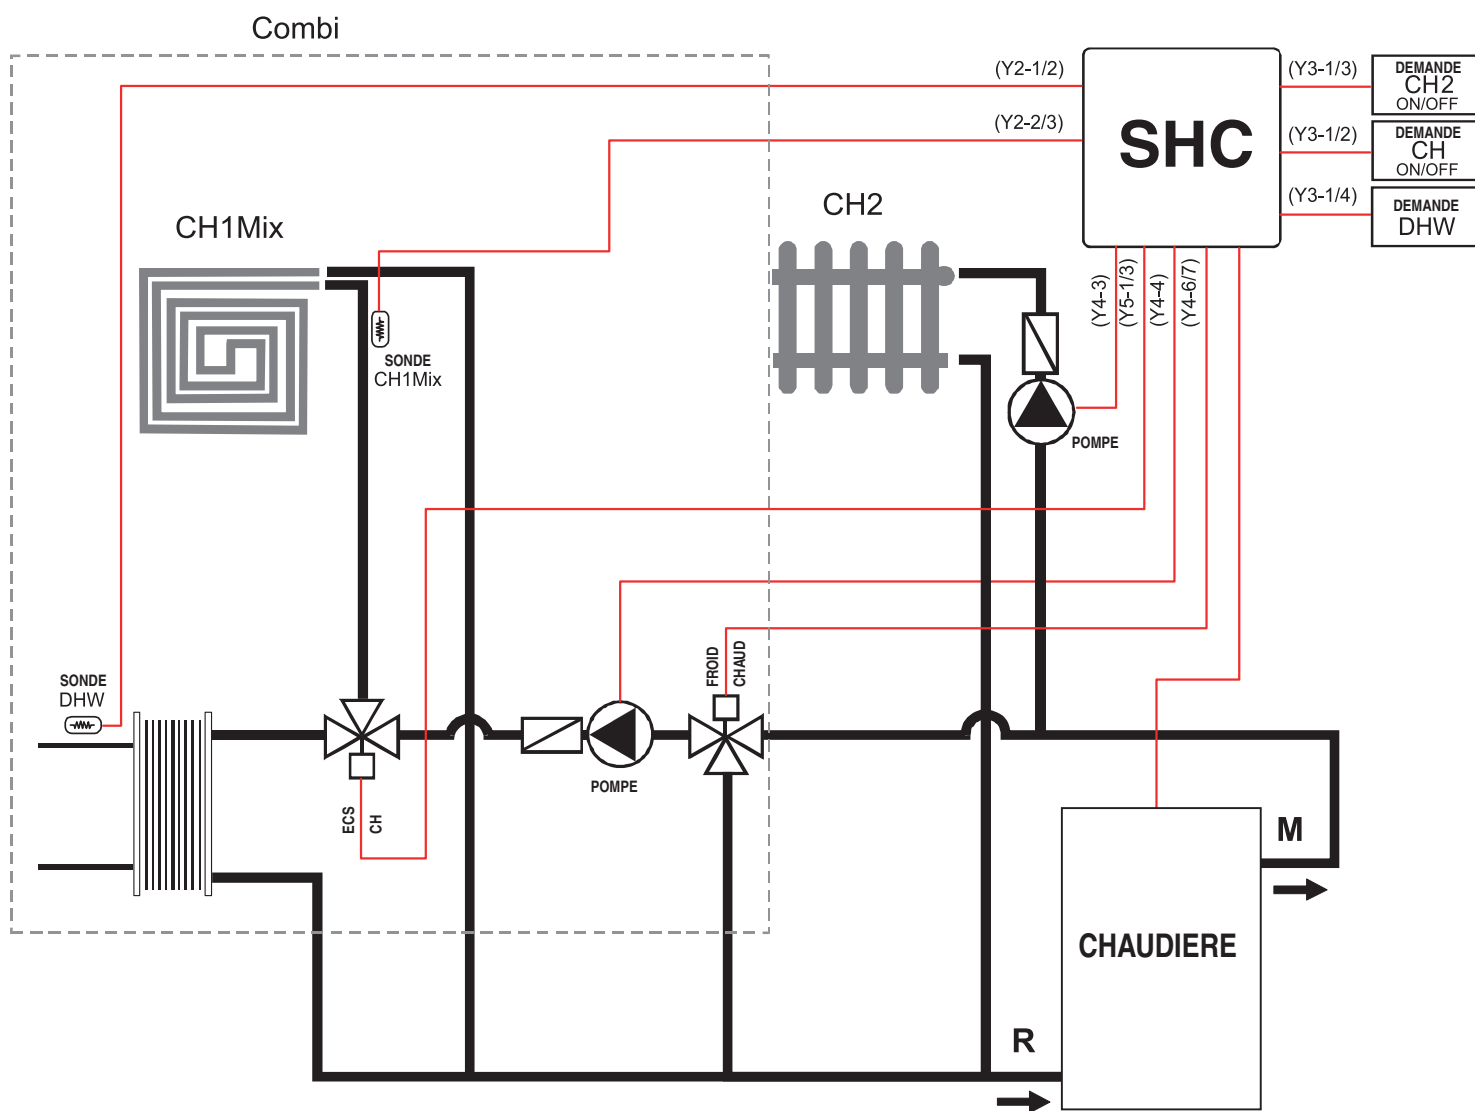 Combi
(Y2-1/2)
(Y2-2/3)
SHC
(Y3-1/3)
DEMANDE
CH2
ON/OFF
(Y3-1/2)
DEMANDE
CH
ON/OFF
(Y3-1/4)
DEMANDE
DHW
CH1Mix
CH2
(Y4-3)
(Y5-1/3)
(Y4-4)
(Y4-6/7)
SONDE
CH1Mix
POMPE
SONDE
DHW
FROID
CHAUD
POMPE
ECS
CH
M
CHAUDIERE
R